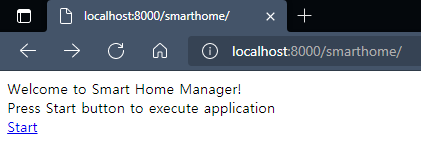 localhost:8000/smarthome/
localhost:8000/smarthome/
Welcome to Smart Home Manager!
Press Start button to execute application
Start